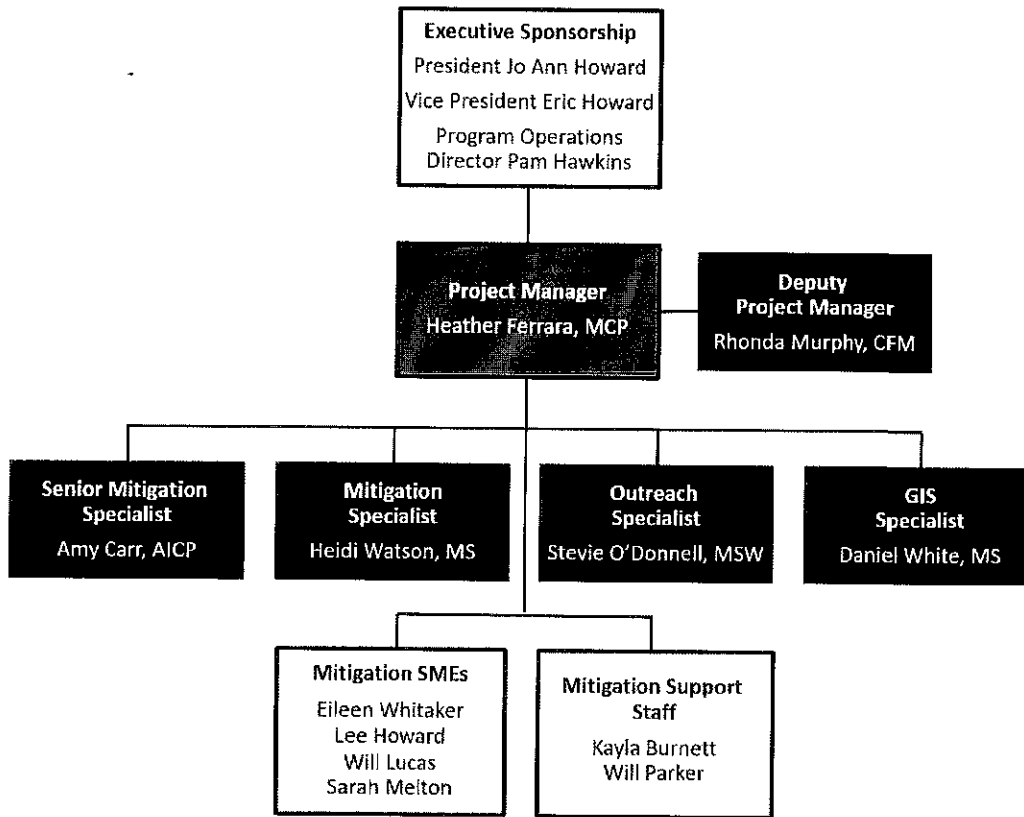 Executive Sponsorship
President Jo Ann Howard
Vice President Eric Howard
Program Operations
Director Pam Hawkins
Project Manager
Heather Ferrara, MCP
Deputy
Project Manager
Rhonda Murphy, CFM
Senior Mitigation
Specialist
Amy Carr, AICP
Mitigation
Specialist
Heidi Watson, MS
Outreach
Specialist
Stevie O'Donnell, MSW
GIS
Specialist
Daniel White, MS
Mitigation SMEs
Eileen Whitaker
Lee Howard
Will Lucas
Sarah Melton
Mitigation Support
Staff
Kayla Burnett
Will Parker